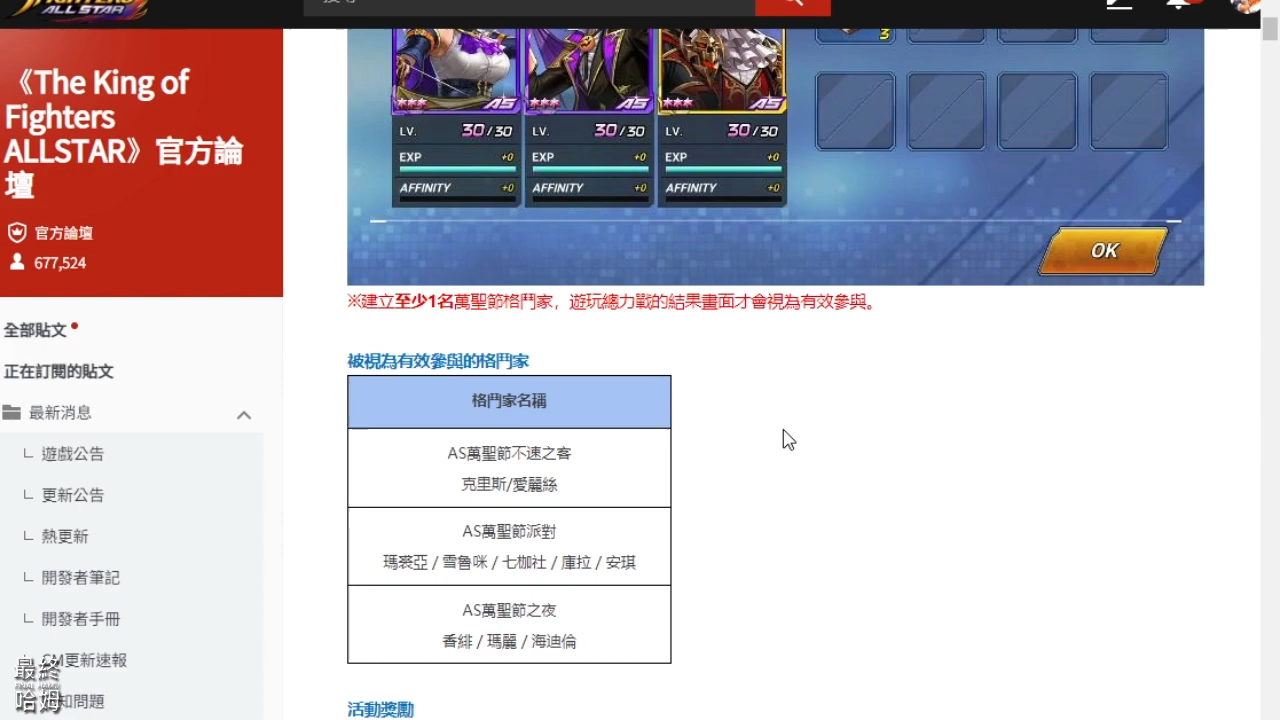 ALL STAR
《The King of
Fighters
ALLSTAR》官方論
壇
官方論壇
677,524
全部貼文
正在訂閱的貼文
最新消息
└ 遊戲公告
└ 更新公告
└ 熱更新
└ 開發者筆記
└ 開發者手冊
GM更新速報
知問題
最終
哈姆
3
AS AS AS
LV. 30/30 LV. 30/30 LV. 30/30
EXP +0 EXP +0 EXP +0
AFFINITY +0 AFFINITY +0 AFFINITY +0
OK
※建立至少1名萬聖節格鬥家，遊玩總力戰的結果畫面才會視為有效參與。
被視為有效參與的格鬥家
格鬥家名稱
AS萬聖節不速之客
克里斯/愛麗絲
AS萬聖節派對
瑪裘亞 / 雪魯咪 / 七枷社 / 庫拉 / 安琪
AS萬聖節之夜
香緋 / 瑪麗 / 海迪倫
活動獎勵